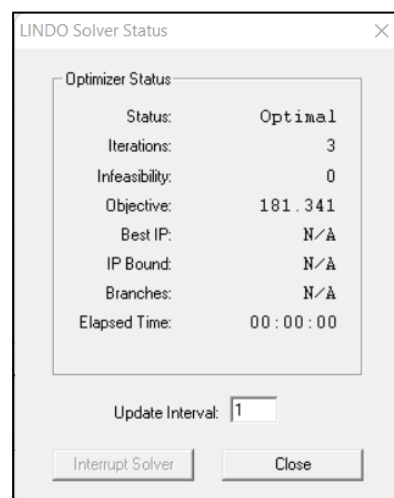 LINDO Solver Status
Optimizer Status
Status: Optimal
Iterations: 3
Infeasibility: 0
Objective: 181.341
Best IP: N/A
IP Bound: N/A
Branches: N/A
Elapsed Time: 00:00:00
Update Interval: 1
Interrupt Solver Close